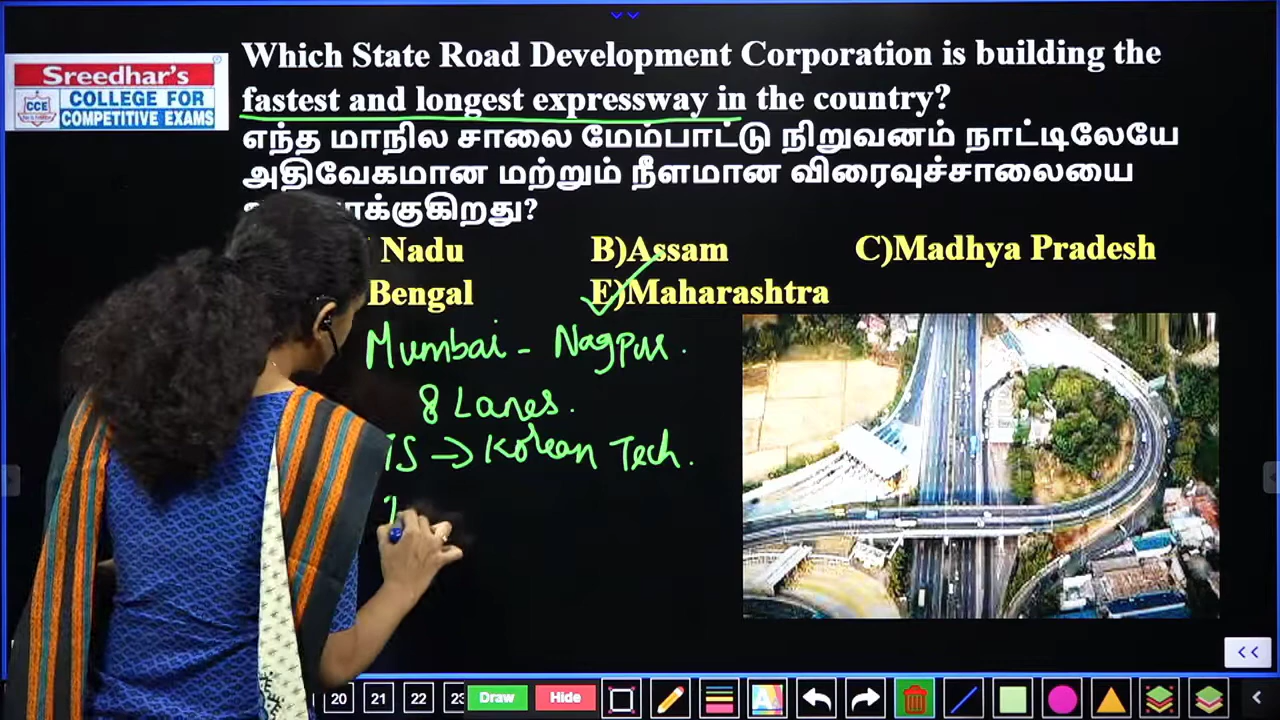 Which State Road Development Corporation is building the
fastest and longest expressway in the country?
எந்த மாநில சாலை மேம்பாட்டு நிறுவனம் நாட்டிலேயே
அதிவேகமான மற்றும் நீளமான விரைவுச்சாலையை
Nadu B)Assam C)Madhya Pradesh
Bengal E)Maharashtra
Mumbai - Nagpur.
8 Lanes.
→ Korean Tech.
Sreedhar's
CCE
COLLEGE FOR
COMPETITIVE EXAMS
<<
20 21 22 Draw Hide